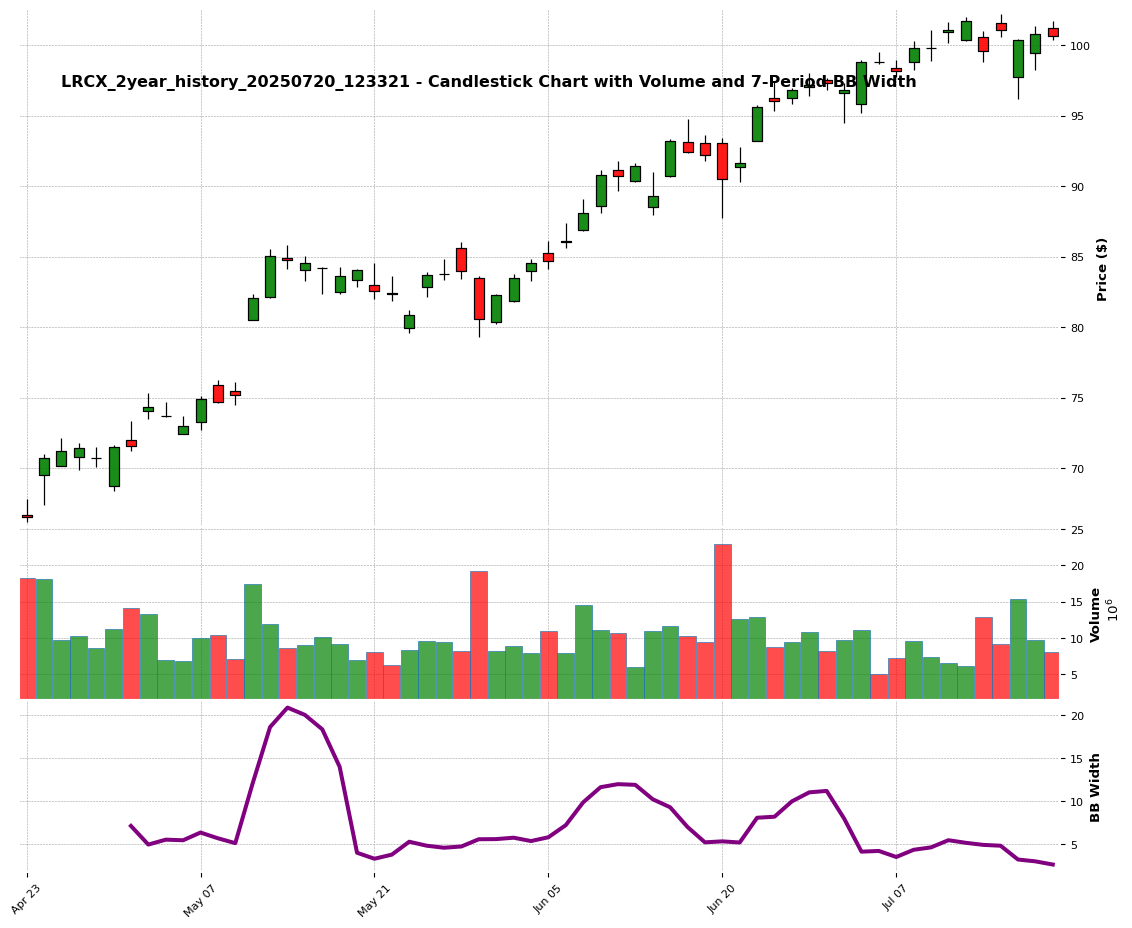 LRCX_2year_history_20250720_123321 - Candlestick Chart with Volume and 7-Period BB Width
100
95
90
85
80
75
70
Price ($)
25
20
15
10
5
Volume
10^6
20
15
10
5
BB Width
Apr 23
May 07
May 21
Jun 05
Jun 20
Jul 07